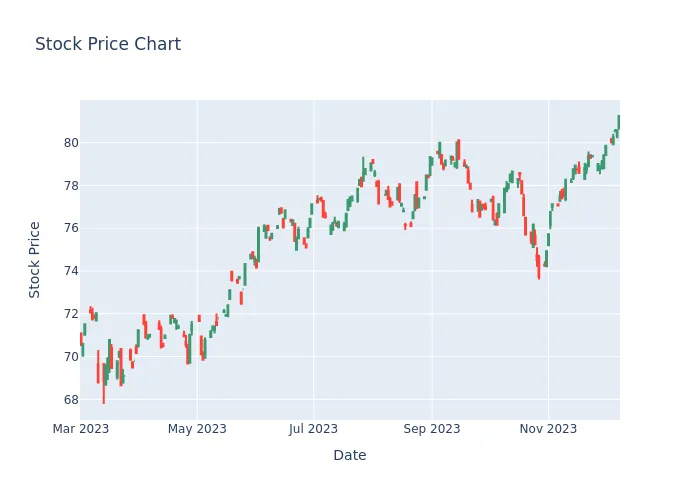 Stock Price Chart
80
78
76
74
72
70
68
Stock Price
Mar 2023
May 2023
Jul 2023
Sep 2023
Nov 2023
Date